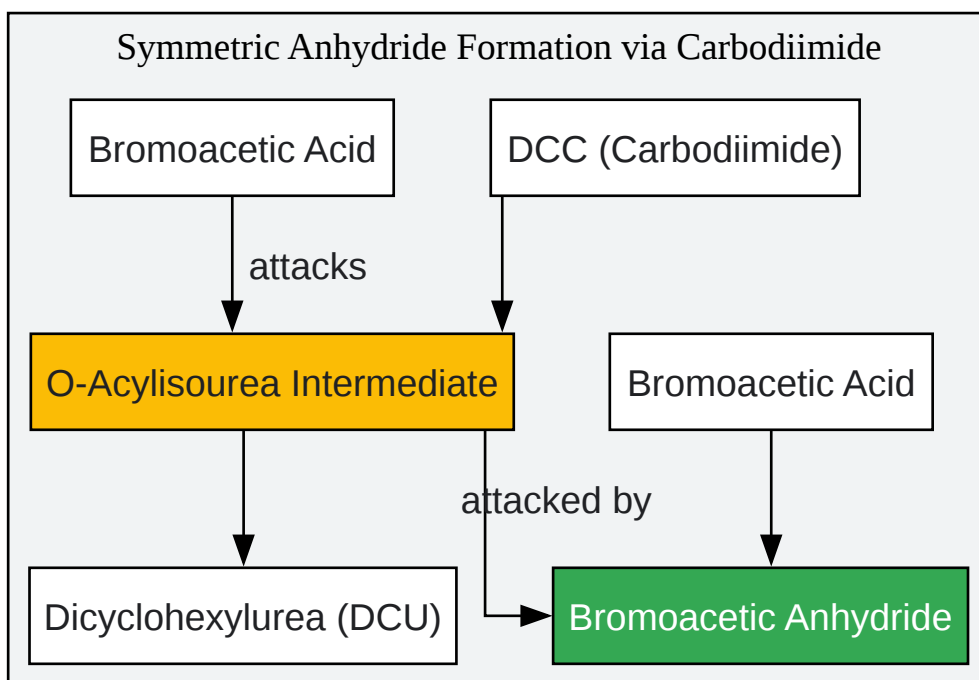 Symmetric Anhydride Formation via Carbodiimide
Bromoacetic Acid
DCC (Carbodiimide)
attacks
O-Acylisourea Intermediate
Bromoacetic Acid
attacked by
Dicyclohexylurea (DCU)
Bromoacetic Anhydride